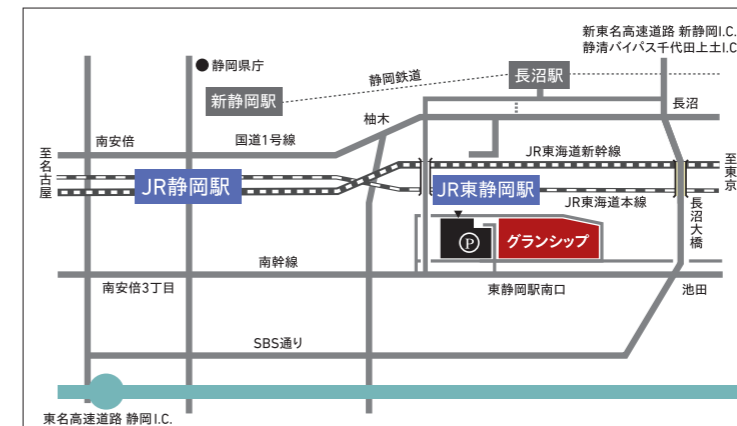 新東名高速道路 新静岡I.C.
静清バイパス千代田上土I.C
静岡県庁
静岡鉄道
長沼駅
新静岡駅
柚木
長沼
南安倍
国道1号線
JR東海道新幹線
至名古屋
JR静岡駅
JR東静岡駅
至東京
JR東海道本線
長沼大橋
P
グランシップ
南幹線
南安倍3丁目
東静岡駅南口
池田
SBS通り
東名高速道路 静岡I.C.